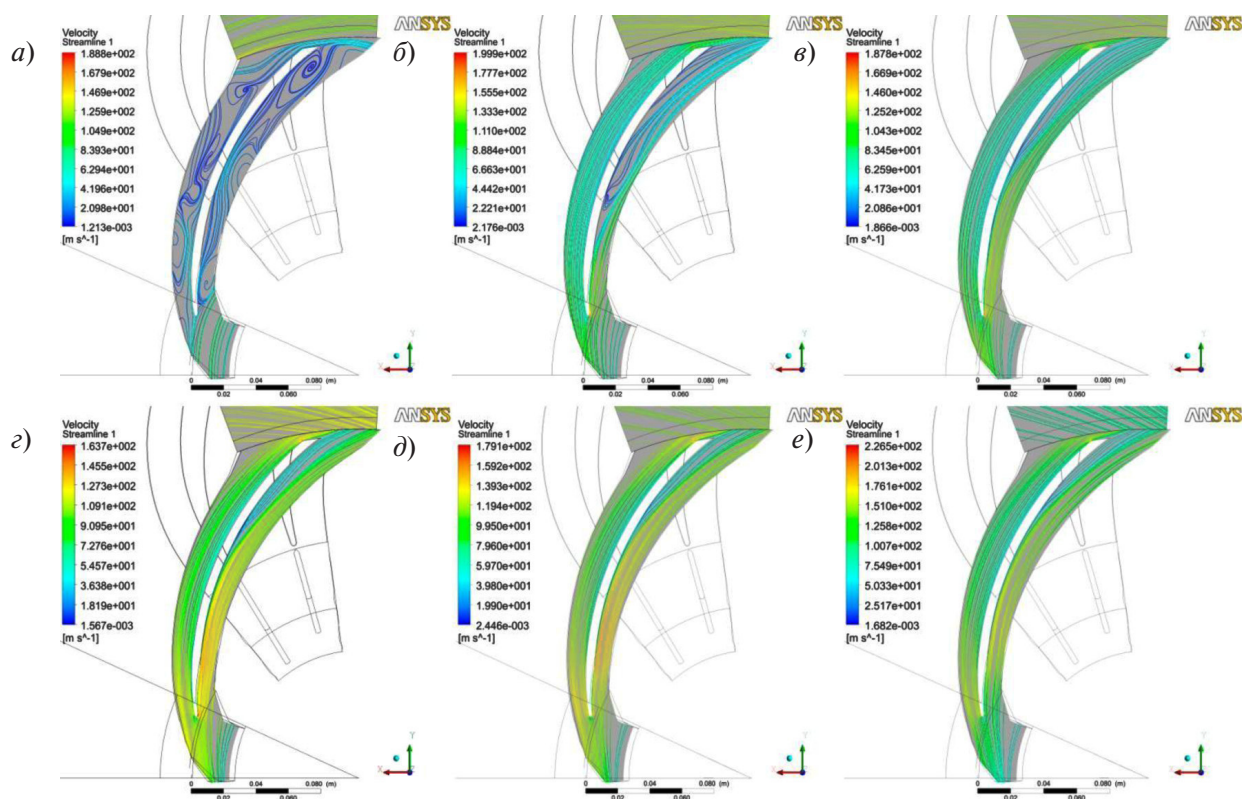 а)
ANSYS
Velocity
Streamline 1
1.888e+002
1.679e+002
1.469e+002
1.259e+002
1.049e+002
8.393e+001
6.294e+001
4.196e+001
2.098e+001
1.213e-003
[m s^-1]
0 0.04 0.080 (m)
0.02 0.060
Y
X
б)
ANSYS
Velocity
Streamline 1
1.999e+002
1.777e+002
1.555e+002
1.333e+002
1.110e+002
8.884e+001
6.663e+001
4.442e+001
2.221e+001
2.176e-003
[m s^-1]
0 0.04 0.080 (m)
0.02 0.060
Y
X
в)
ANSYS
Velocity
Streamline 1
1.878e+002
1.669e+002
1.460e+002
1.252e+002
1.043e+002
8.345e+001
6.259e+001
4.173e+001
2.086e+001
1.866e-003
[m s^-1]
0 0.04 0.080 (m)
0.02 0.060
Y
X
г)
ANSYS
Velocity
Streamline 1
1.637e+002
1.455e+002
1.273e+002
1.091e+002
9.095e+001
7.276e+001
5.457e+001
3.638e+001
1.819e+001
1.567e-003
[m s^-1]
0 0.04 0.080 (m)
0.02 0.060
Y
X
д)
ANSYS
Velocity
Streamline 1
1.791e+002
1.592e+002
1.393e+002
1.194e+002
9.950e+001
7.960e+001
5.970e+001
3.980e+001
1.990e+001
2.446e-003
[m s^-1]
0 0.04 0.080 (m)
0.02 0.060
Y
X
е)
ANSYS
Velocity
Streamline 1
2.265e+002
2.013e+002
1.761e+002
1.510e+002
1.258e+002
1.007e+002
7.549e+001
5.033e+001
2.517e+001
1.682e-003
[m s^-1]
0 0.04 0.080 (m)
0.02 0.060
Y
X